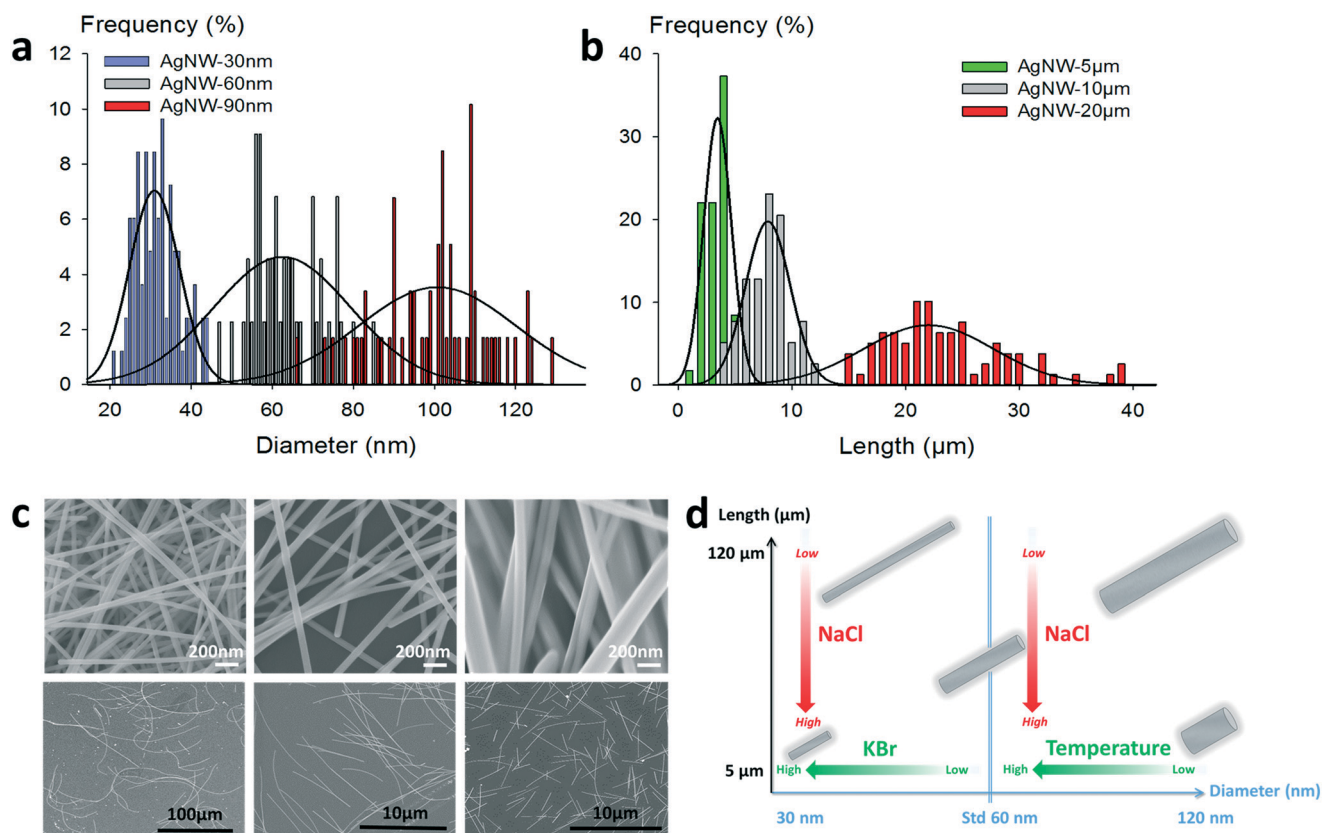 a
Frequency (%)
AgNW-30nm
AgNW-60nm
AgNW-90nm
12
10
8
6
4
2
0
20
40
60
80
100
120
Diameter (nm)
b
Frequency (%)
AgNW-5µm
AgNW-10µm
AgNW-20µm
40
30
20
10
0
0
10
20
30
40
Length (µm)
c
200nm
200nm
200nm
100µm
10µm
10µm
d
Length (µm)
120 µm
5 µm
Low
NaCl
High
Low
NaCl
High
KBr
High
Low
Temperature
High
Low
Diameter (nm)
30 nm
Std 60 nm
120 nm